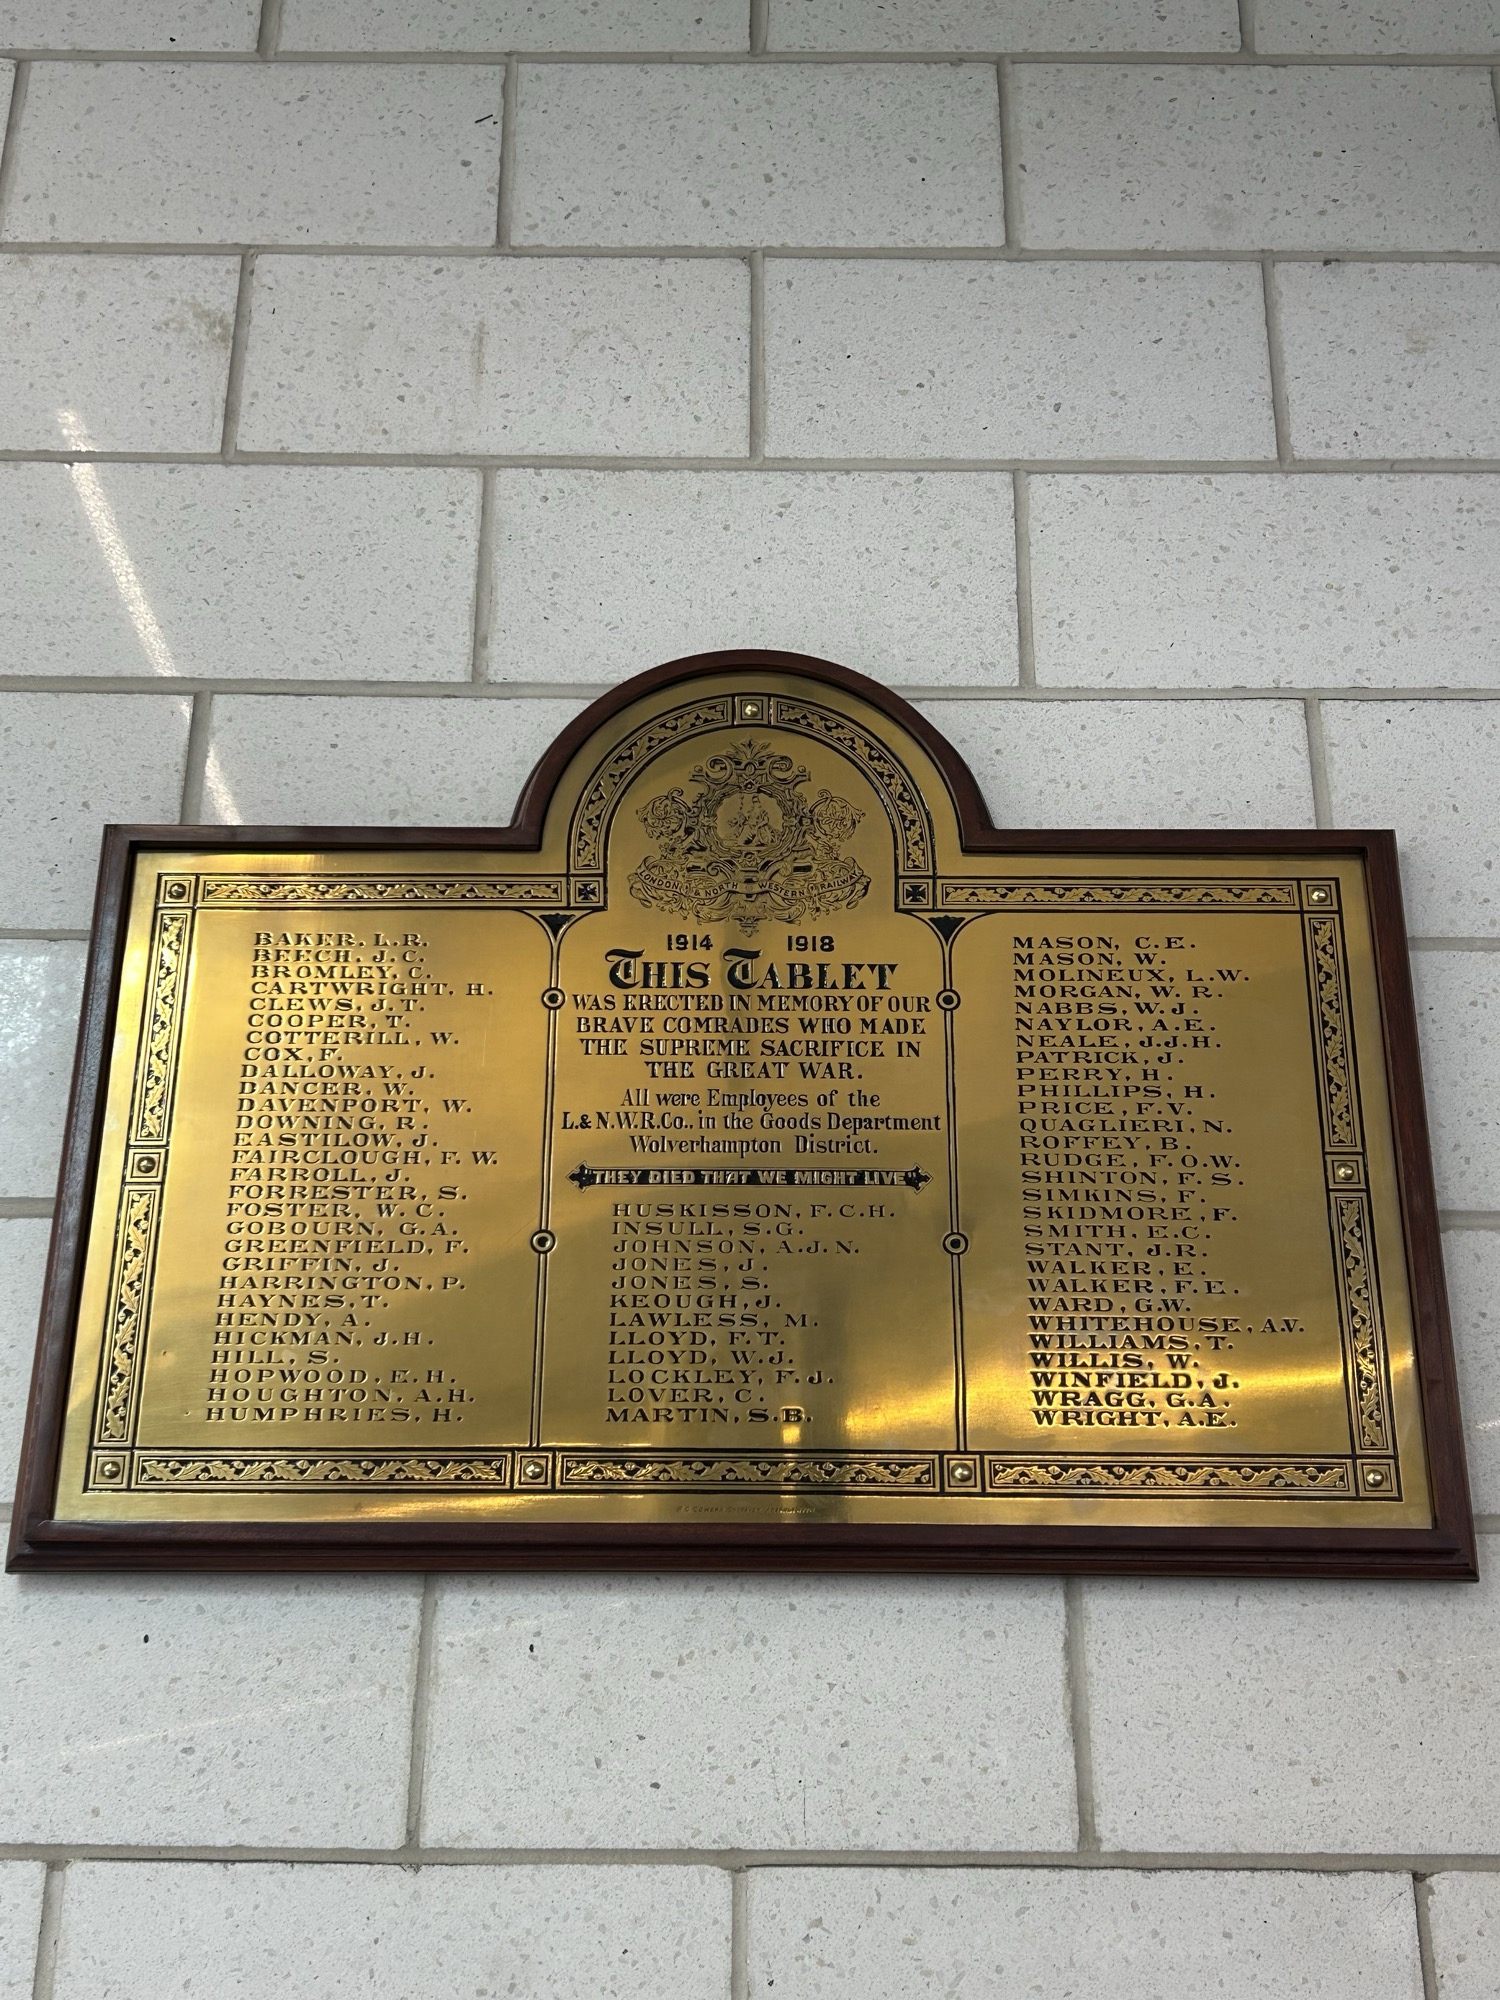 LONDON & NORTH WESTERN RAILWAY
1914 1918
THIS TABLET
WAS ERECTED IN MEMORY OF OUR
BRAVE COMRADES WHO MADE
THE SUPREME SACRIFICE IN
THE GREAT WAR.
All were Employees of the
L.& N.W.R.Co., in the Goods Department
Wolverhampton District.
"THEY DIED THAT WE MIGHT LIVE"
BAKER, L.R.
BEECH, J.C.
BROMLEY, C.
CARTWRIGHT, H.
CLEWS, J.T.
COOPER, T.
COTTERILL, W.
COX, F.
DALLOWAY, J.
DANCER, W.
DAVENPORT, W.
DOWNING, R.
EASTILOW, J.
FAIRCLOUGH, F. W.
FARROLL, J.
FORRESTER, S.
FOSTER, W. C.
GOBOURN, G.A.
GREENFIELD, F.
GRIFFIN, J.
HARRINGTON, P.
HAYNES, T.
HENDY, A.
HICKMAN, J.H.
HILL, S.
HOPWOOD, E.H.
HOUGHTON, A.H.
HUMPHRIES, H.
HUSKISSON, F.C.H.
INSULL, S.G.
JOHNSON, A.J.N.
JONES, J.
JONES, S.
KEOUGH, J.
LAWLESS, M.
LLOYD, F.T.
LLOYD, W.J.
LOCKLEY, F.J.
LOVER, C.
MARTIN, S.B.
MASON, C.E.
MASON, W.
MOLINEUX, L.W.
MORGAN, W. R.
NABBS, W.J.
NAYLOR, A.E.
NEALE, J.J.H.
PATRICK, J.
PERRY, H.
PHILLIPS, H.
PRICE, F.V.
QUAGLIERI, N.
ROFFEY, B.
RUDGE, F.O.W.
SHINTON, F.S.
SIMKINS, F.
SKIDMORE, F.
SMITH, E.C.
STANT, J.R.
WALKER, E.
WALKER, F.E.
WARD, G.W.
WHITEHOUSE, A.V.
WILLIAMS, T.
WILLIS, W.
WINFIELD, J.
WRAGG, G.A.
WRIGHT, A.E.